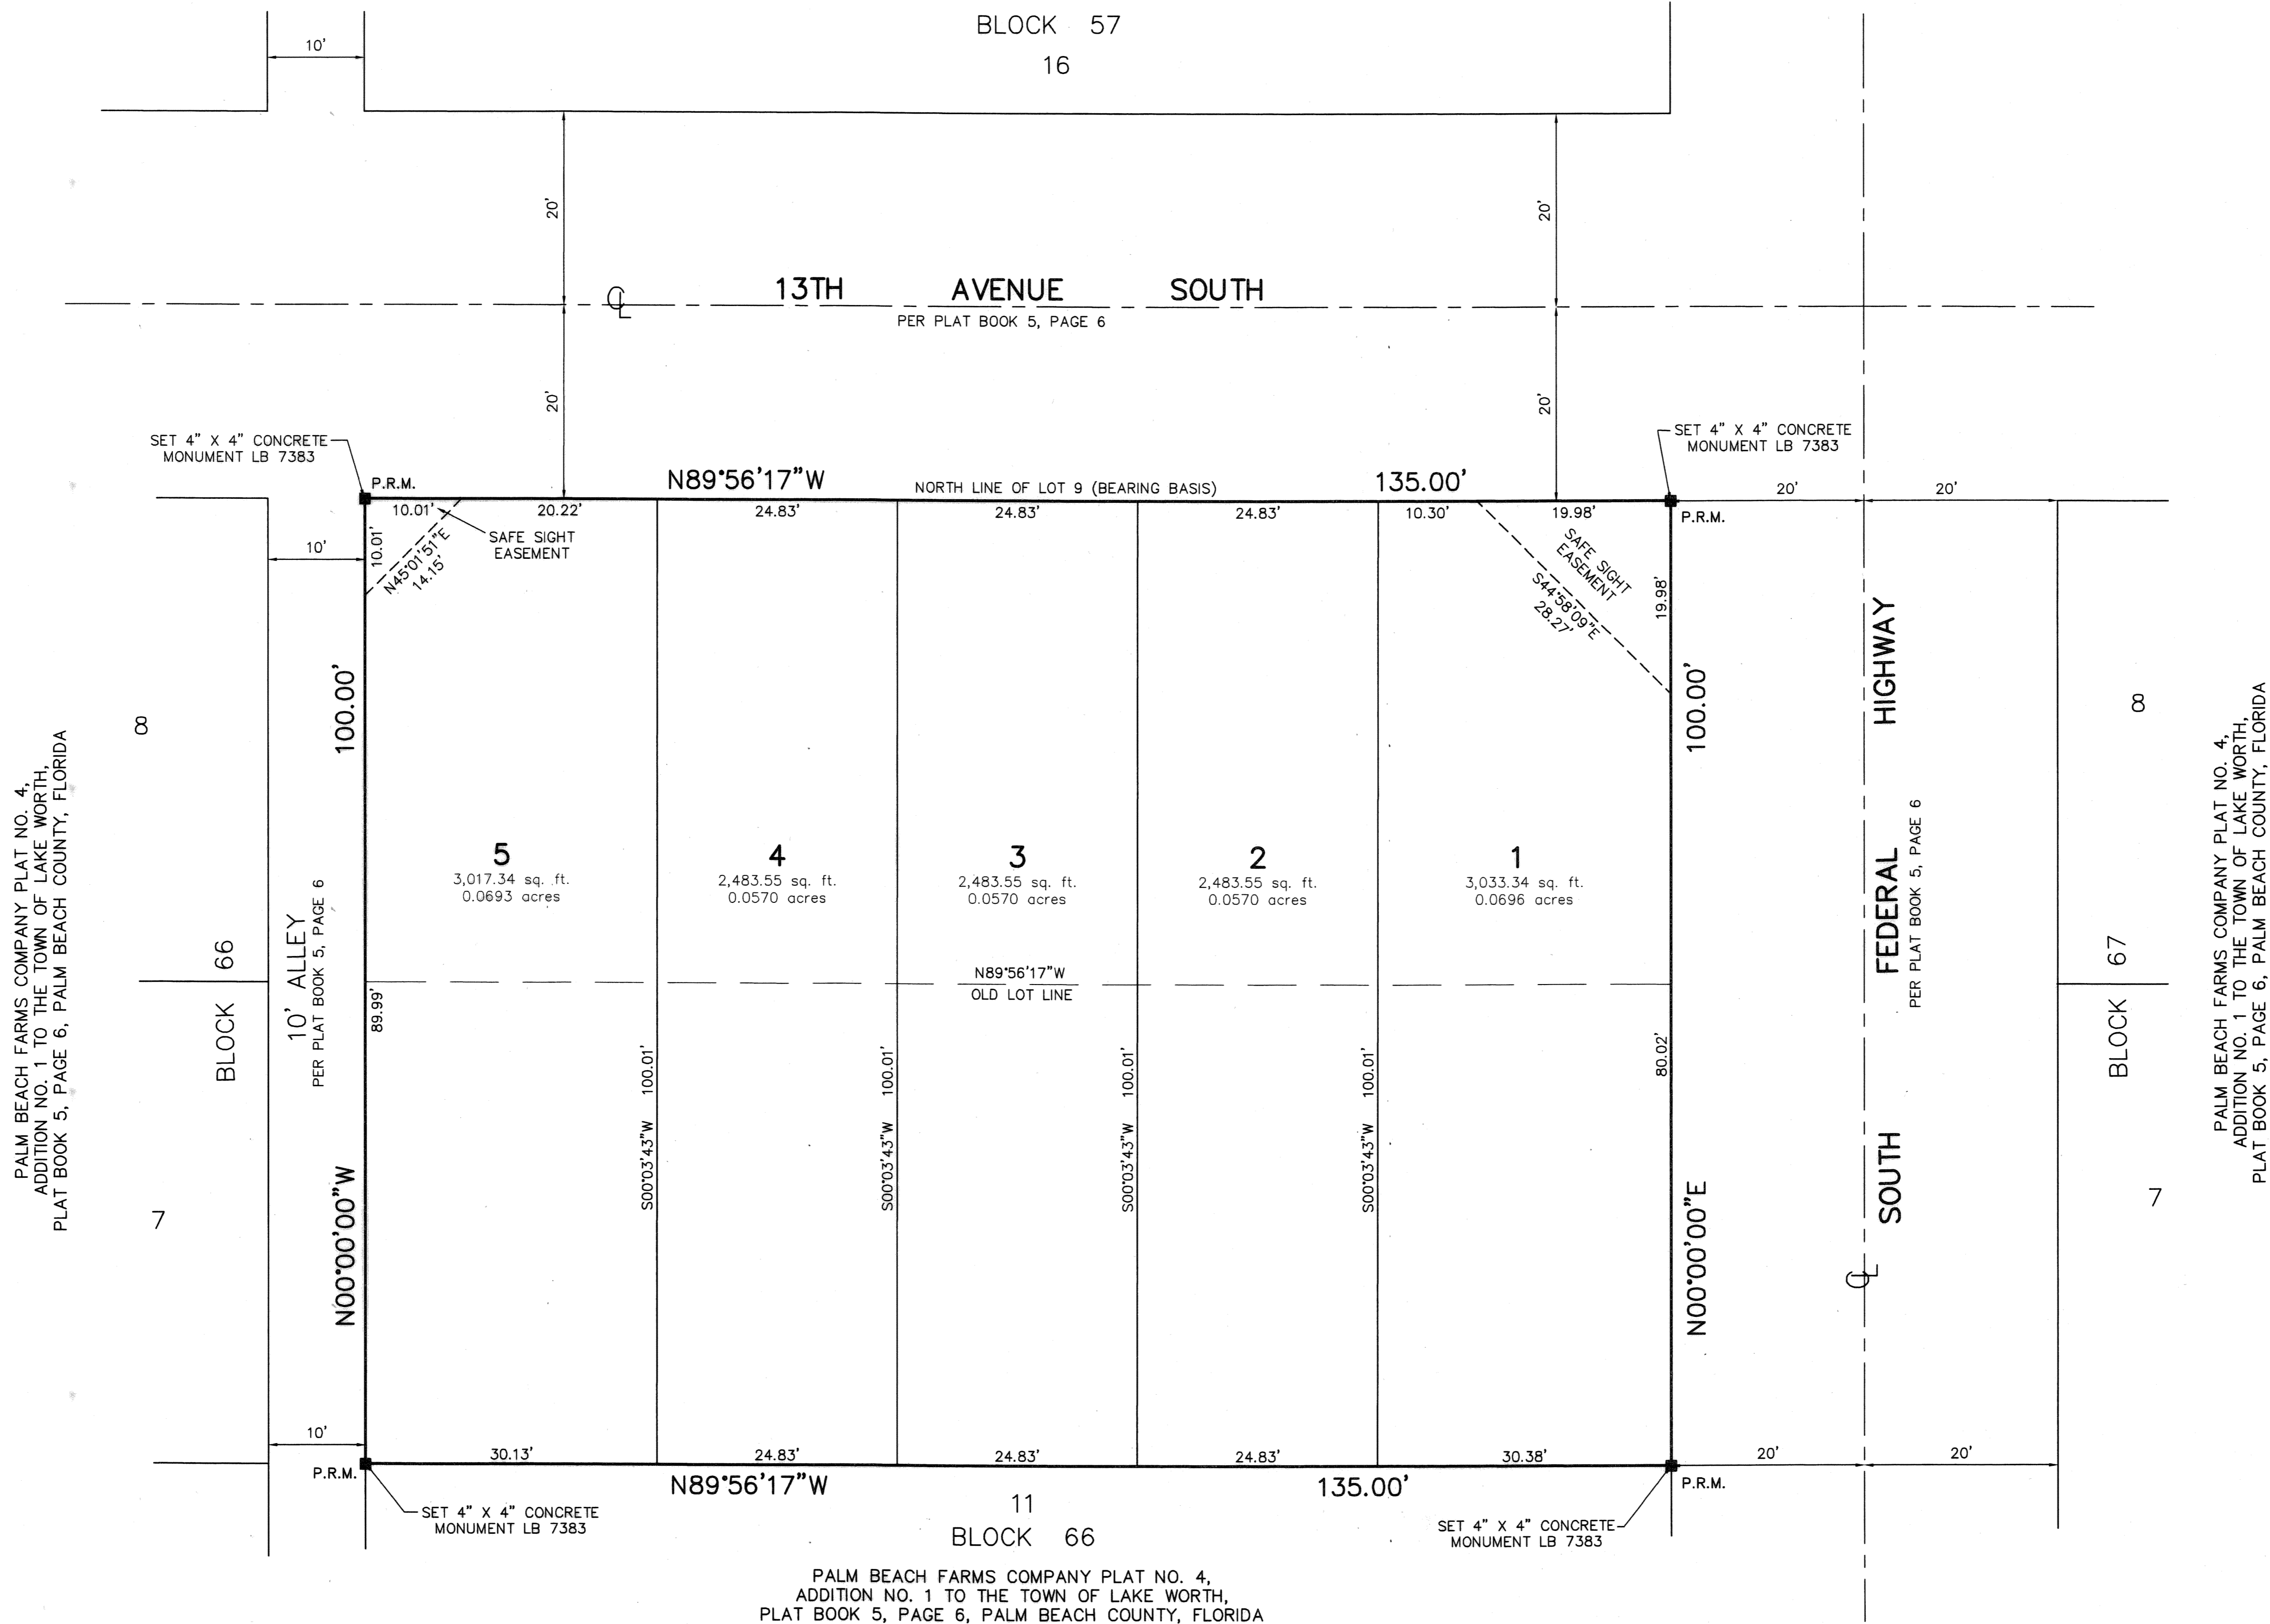 BLOCK 57
16
10'
20'
20'
13TH AVENUE SOUTH
PER PLAT BOOK 5, PAGE 6
20'
20'
SET 4" X 4" CONCRETE
MONUMENT LB 7383
P.R.M.
N89°56'17"W
NORTH LINE OF LOT 9 (BEARING BASIS)
135.00'
SET 4" X 4" CONCRETE
MONUMENT LB 7383
P.R.M.
20'
20'
10.01'
20.22'
24.83'
24.83'
24.83'
10.30'
19.98'
10'
10.01'
N45°01'51"E
14.15'
SAFE SIGHT
EASEMENT
SAFE SIGHT
EASEMENT
S44°58'09"E
28.27'
19.98'
100.00'
100.00'
8
8
5
3,017.34 sq. ft.
0.0693 acres
4
2,483.55 sq. ft.
0.0570 acres
3
2,483.55 sq. ft.
0.0570 acres
2
2,483.55 sq. ft.
0.0570 acres
1
3,033.34 sq. ft.
0.0696 acres
PALM BEACH FARMS COMPANY PLAT NO. 4,
ADDITION NO. 1 TO THE TOWN OF LAKE WORTH,
PLAT BOOK 5, PAGE 6, PALM BEACH COUNTY, FLORIDA
BLOCK 66
10' ALLEY
PER PLAT BOOK 5, PAGE 6
89.99'
N89°56'17"W
OLD LOT LINE
80.02'
SOUTH FEDERAL HIGHWAY
PER PLAT BOOK 5, PAGE 6
BLOCK 67
PALM BEACH FARMS COMPANY PLAT NO. 4,
ADDITION NO. 1 TO THE TOWN OF LAKE WORTH,
PLAT BOOK 5, PAGE 6, PALM BEACH COUNTY, FLORIDA
S00°03'43"W 100.01'
S00°03'43"W 100.01'
S00°03'43"W 100.01'
S00°03'43"W 100.01'
7
7
N00°00'00"W
N00°00'00"E
CL
CL
10'
30.13'
24.83'
24.83'
24.83'
30.38'
20'
20'
P.R.M.
N89°56'17"W
135.00'
P.R.M.
SET 4" X 4" CONCRETE
MONUMENT LB 7383
11
BLOCK 66
SET 4" X 4" CONCRETE
MONUMENT LB 7383
PALM BEACH FARMS COMPANY PLAT NO. 4,
ADDITION NO. 1 TO THE TOWN OF LAKE WORTH,
PLAT BOOK 5, PAGE 6, PALM BEACH COUNTY, FLORIDA